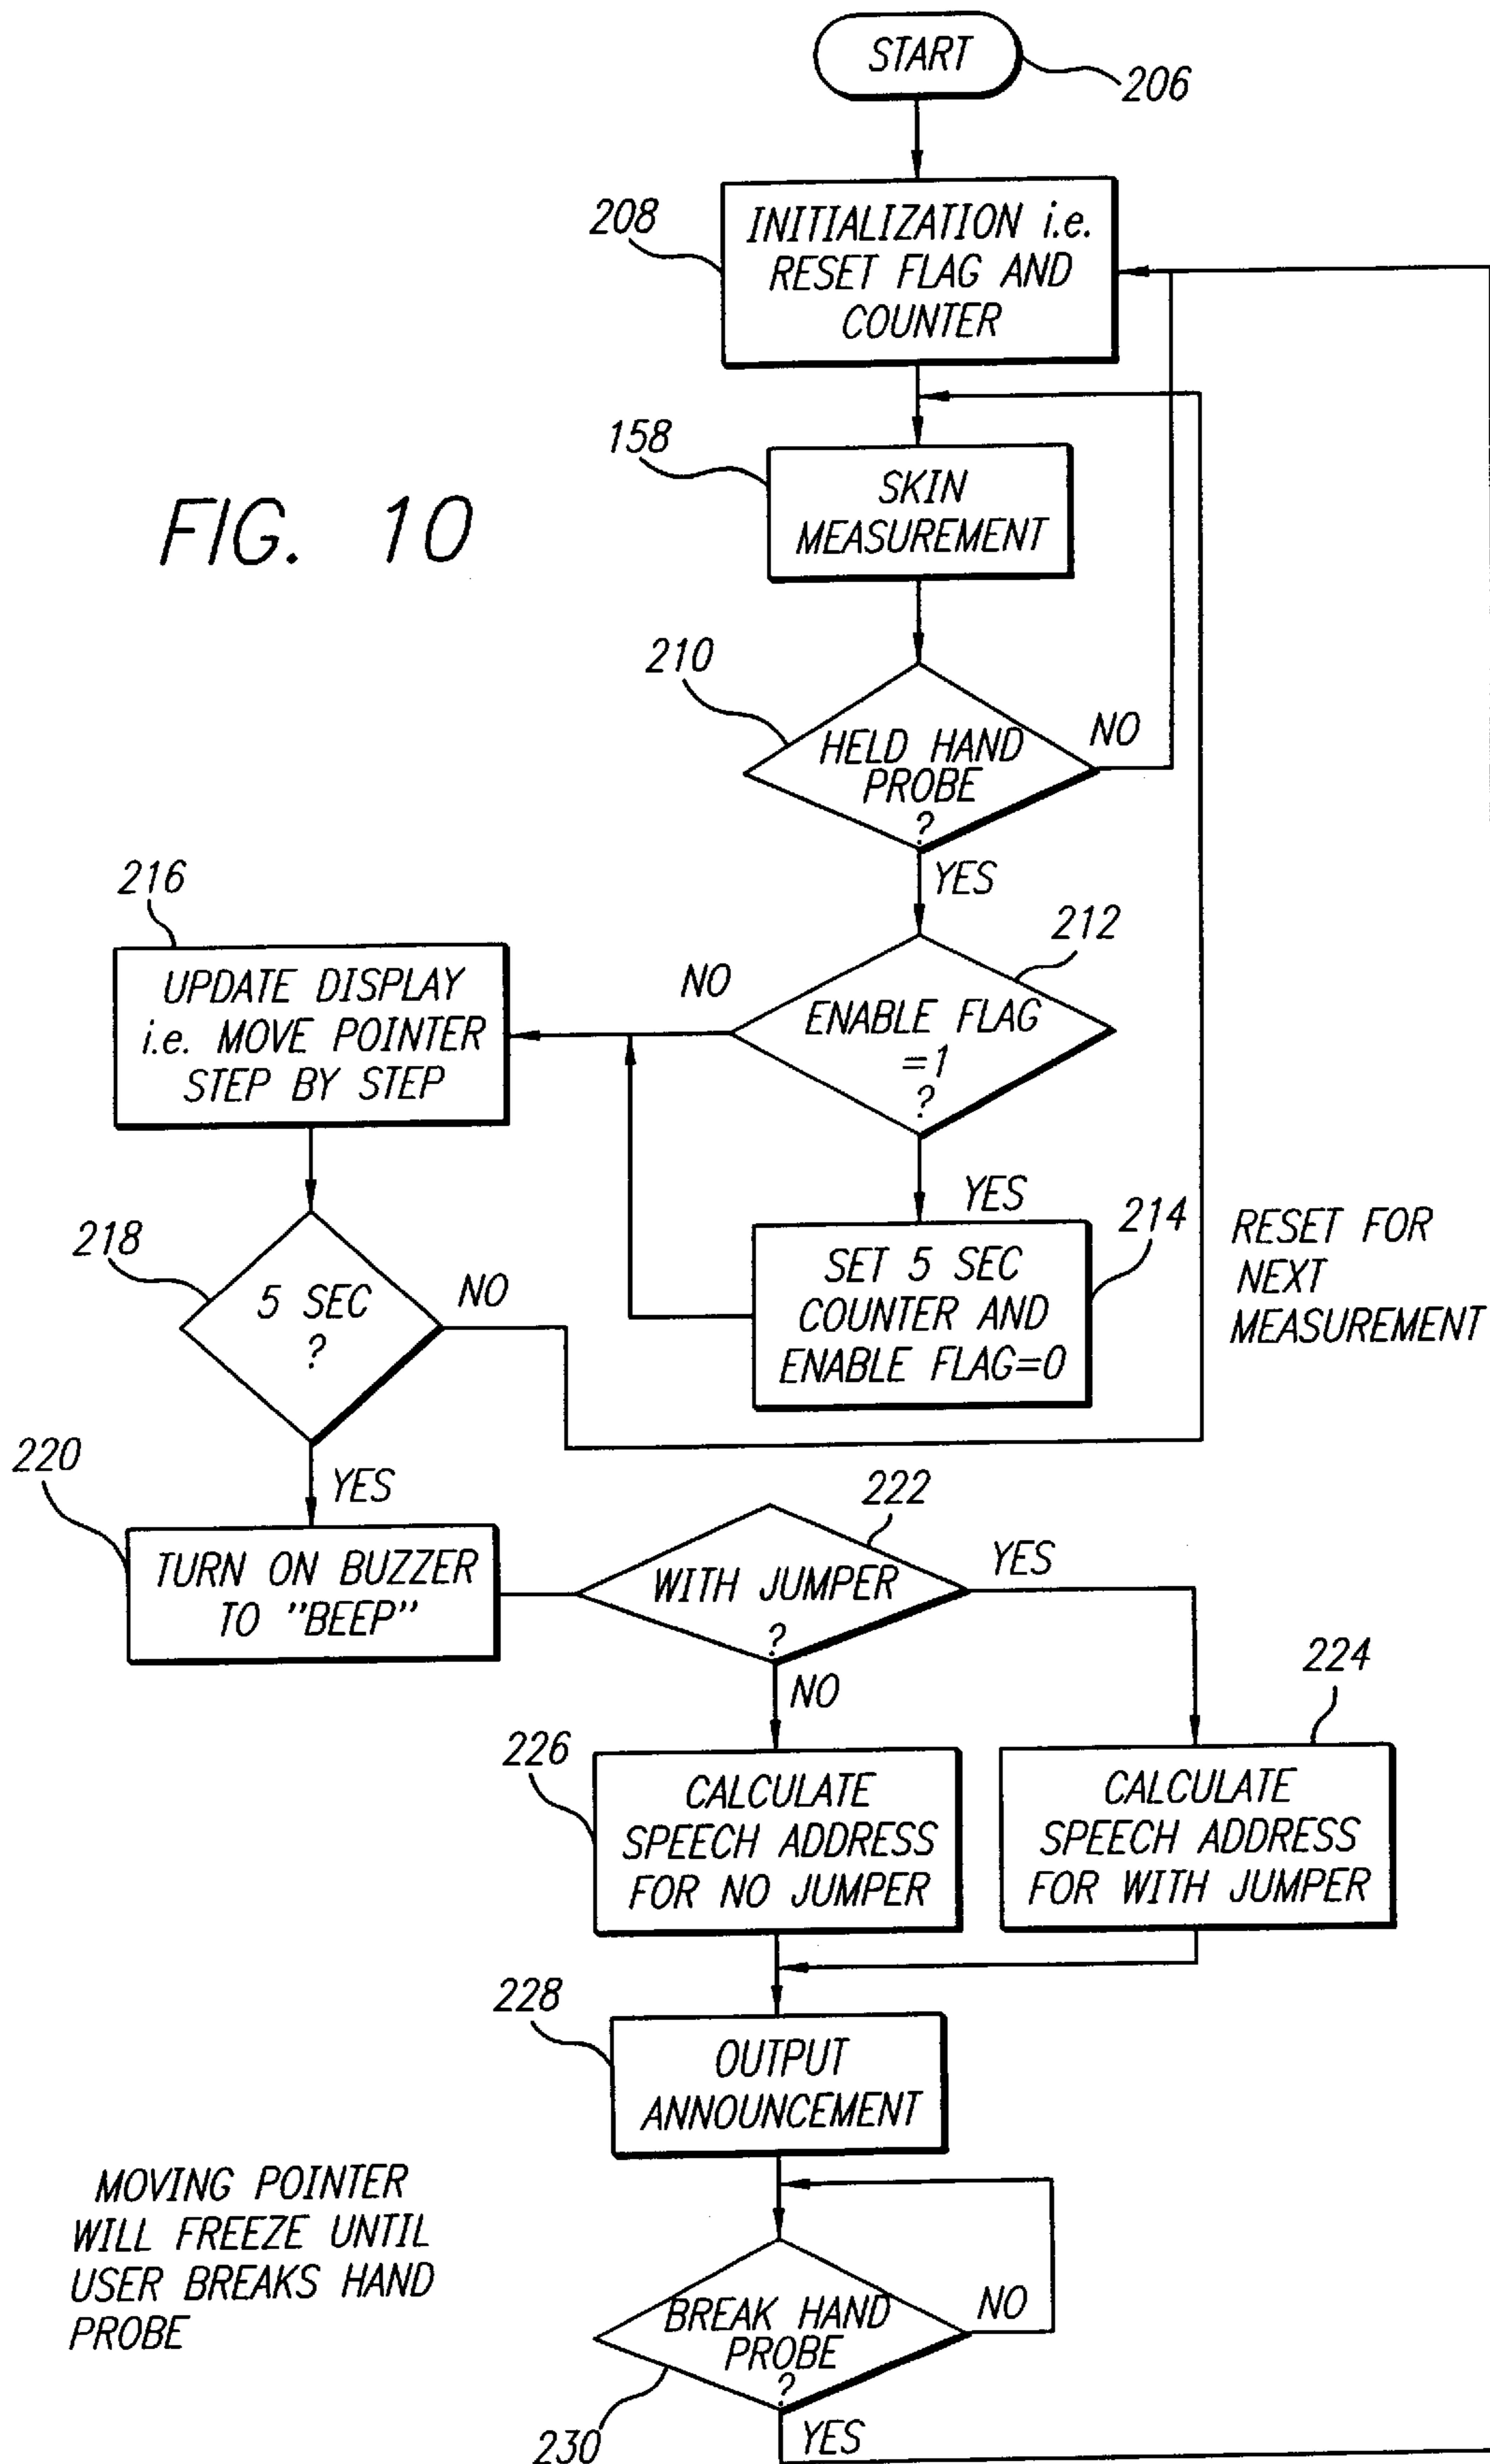 START
206
208
INITIALIZATION i.e.
RESET FLAG AND
COUNTER
158
SKIN
MEASUREMENT
FIG. 10
210
HELD HAND
PROBE
?
NO
YES
216
212
UPDATE DISPLAY
i.e. MOVE POINTER
STEP BY STEP
NO
ENABLE FLAG
=1
?
YES
214
SET 5 SEC
COUNTER AND
ENABLE FLAG=0
RESET FOR
NEXT
MEASUREMENT
218
5 SEC
?
NO
YES
220
TURN ON BUZZER
TO "BEEP"
222
WITH JUMPER
?
YES
NO
224
226
CALCULATE
SPEECH ADDRESS
FOR NO JUMPER
CALCULATE
SPEECH ADDRESS
FOR WITH JUMPER
228
OUTPUT
ANNOUNCEMENT
MOVING POINTER
WILL FREEZE UNTIL
USER BREAKS HAND
PROBE
BREAK HAND
PROBE
?
NO
230
YES